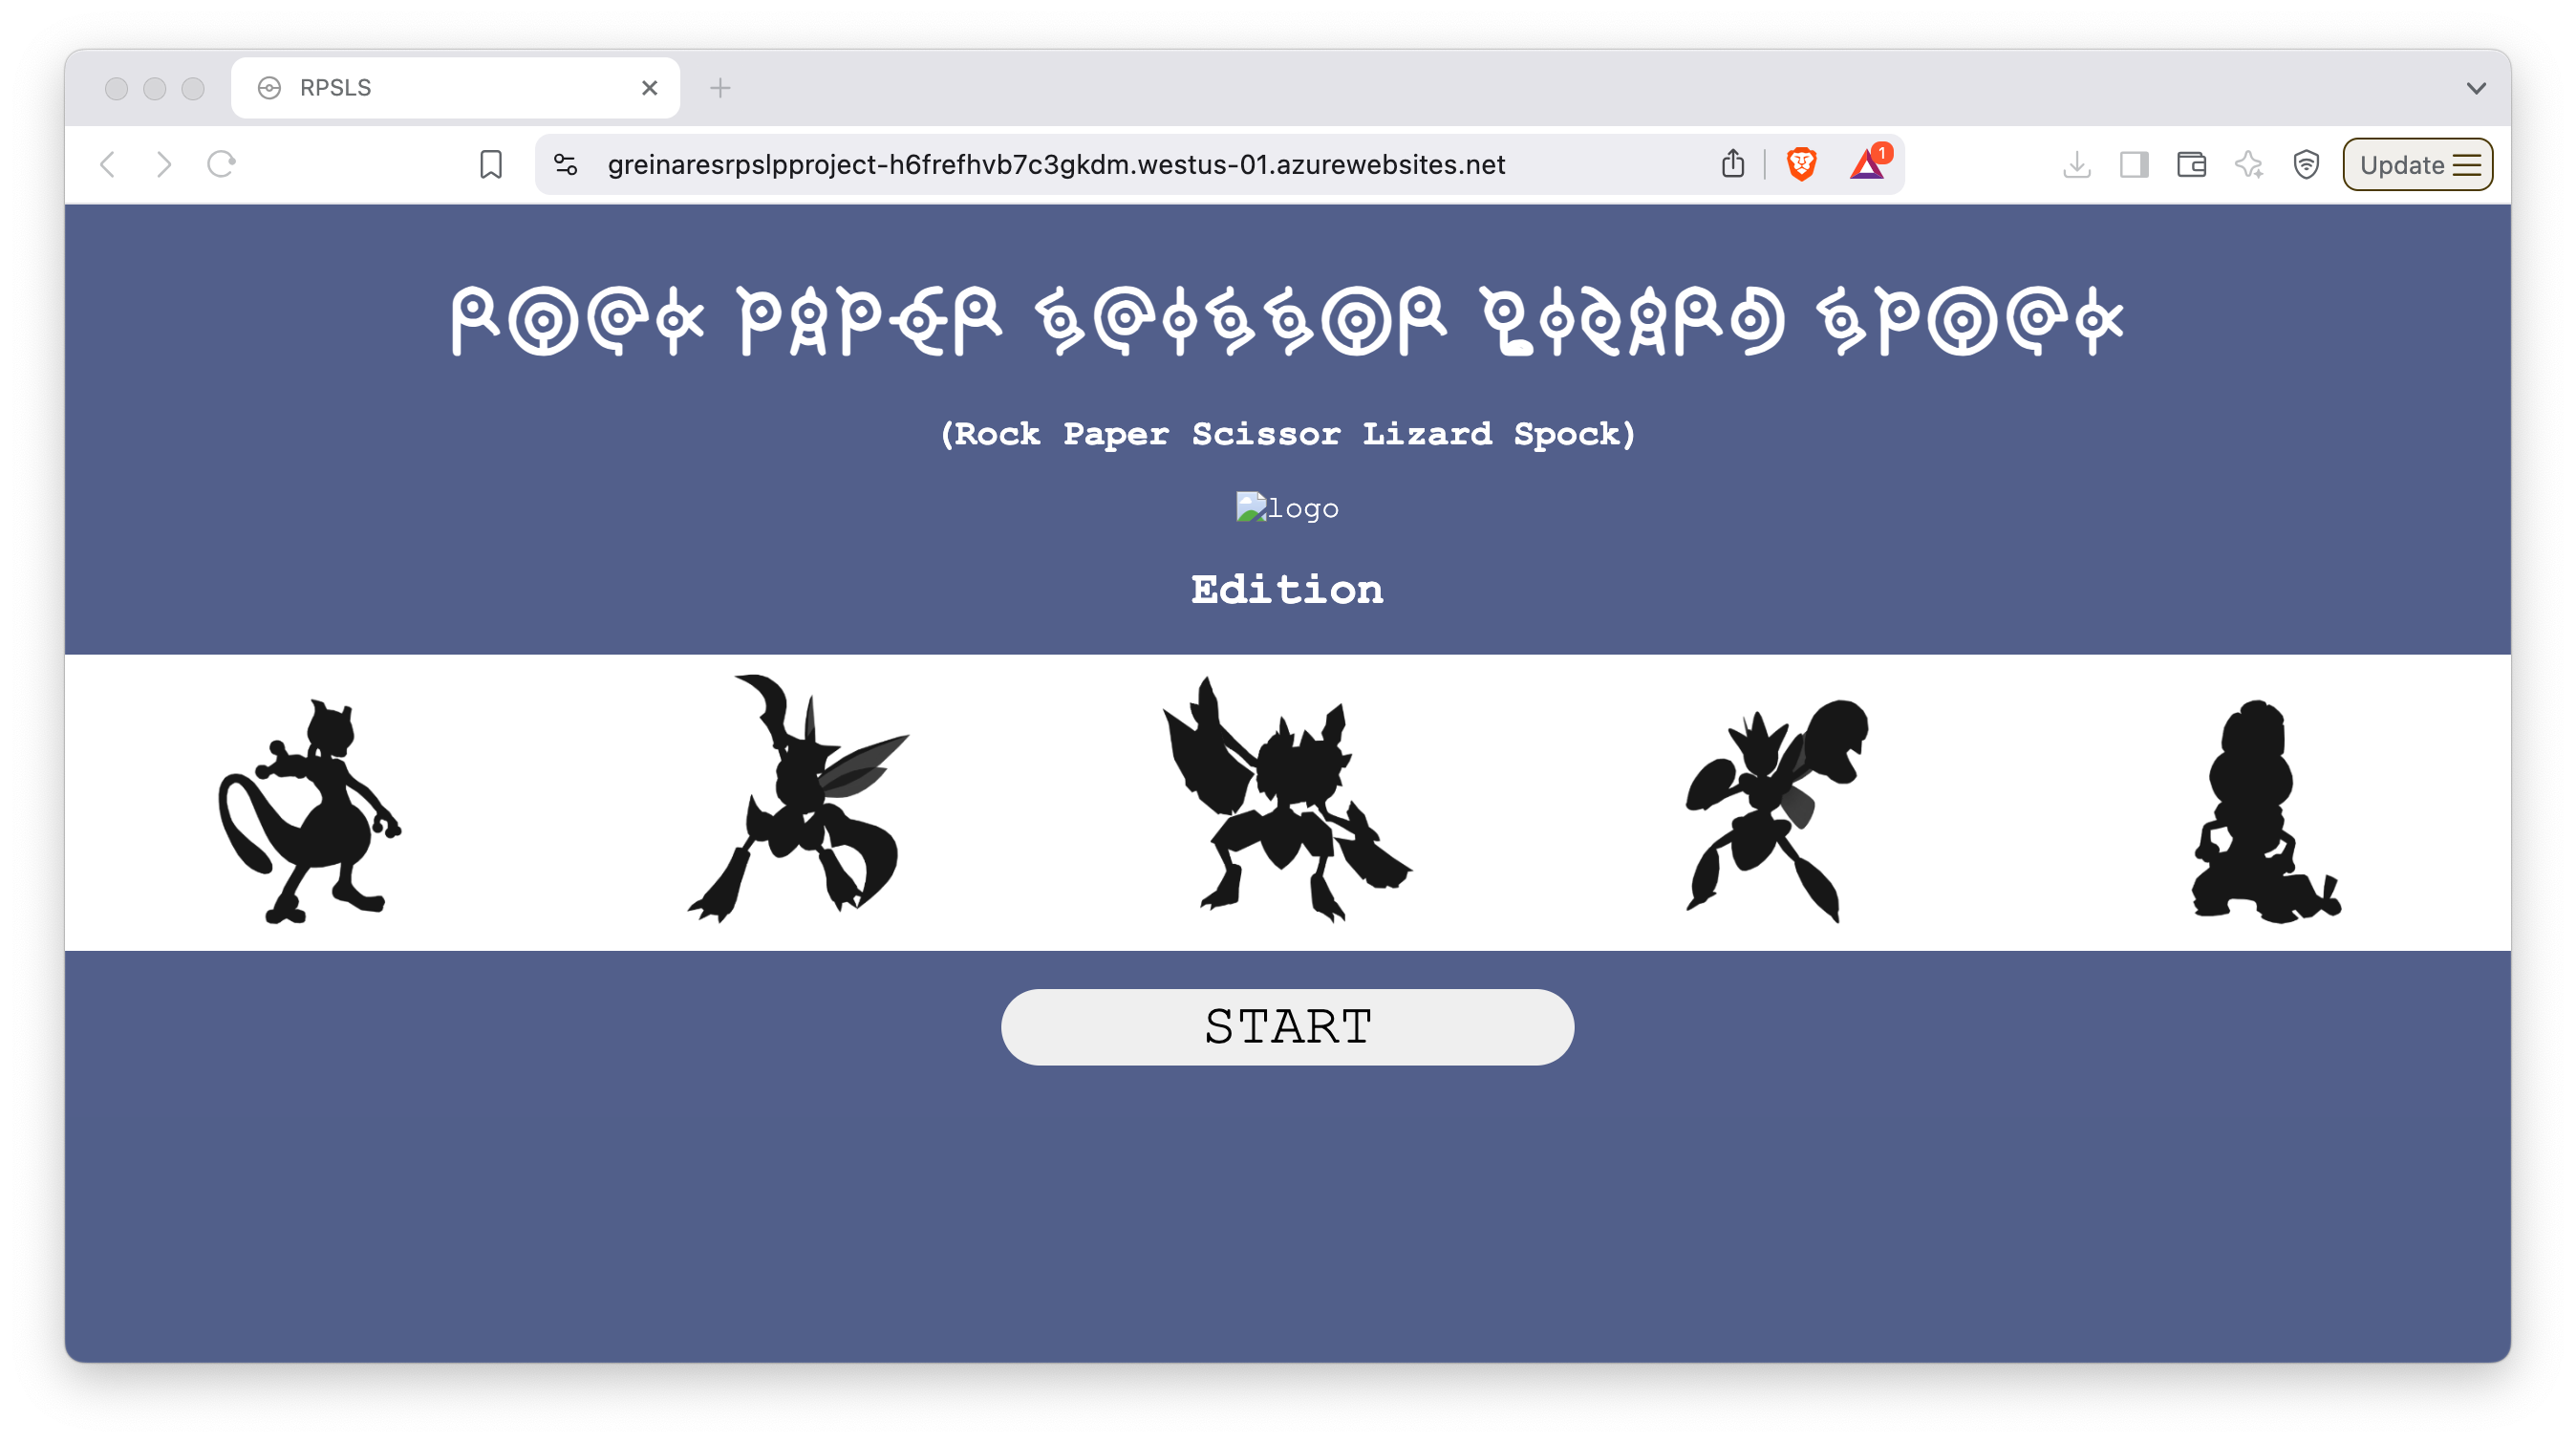 RPSLS
greinaresrpslpproject-h6frefhvb7c3gkdm.westus-01.azurewebsites.net
1
Update
ROCK PAPER SCISSOR LIZARD SPOCK
(Rock Paper Scissor Lizard Spock)
logo
Edition
START